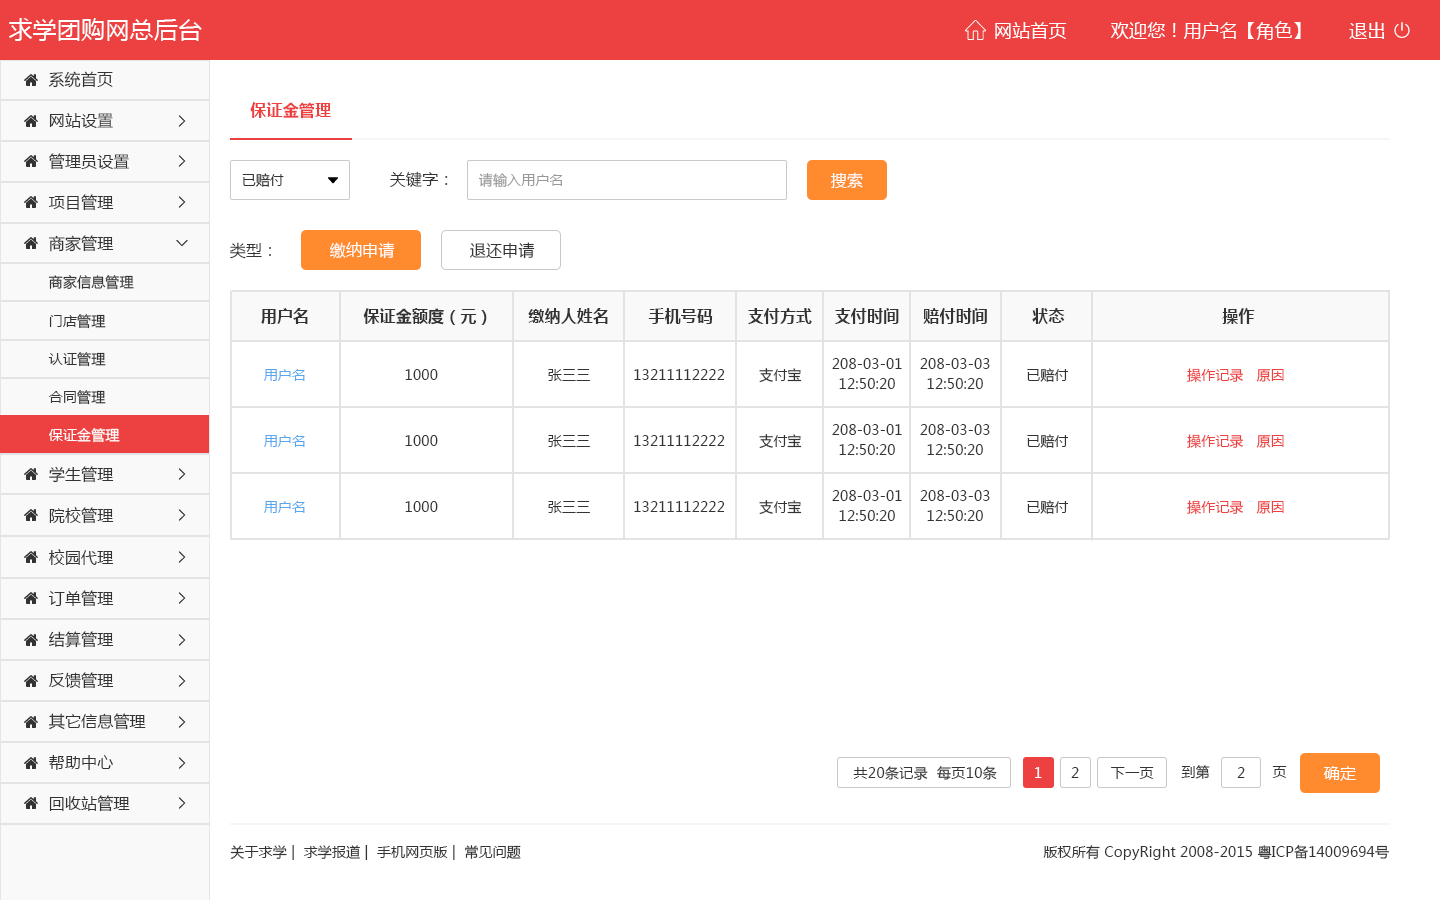 求学团购网总后台
网站首页 欢迎您！用户名【角色】 退出
系统首页
网站设置
管理员设置
项目管理
商家管理
商家信息管理
门店管理
认证管理
合同管理
保证金管理
学生管理
院校管理
校园代理
订单管理
结算管理
反馈管理
其它信息管理
帮助中心
回收站管理
保证金管理
已赔付 关键字： 请输入用户名 搜索
类型： 缴纳申请 退还申请
用户名 保证金额度（元） 缴纳人姓名 手机号码 支付方式 支付时间 赔付时间 状态 操作
用户名 1000 张三三 13211112222 支付宝 208-03-01 12:50:20 208-03-03 12:50:20 已赔付 操作记录 原因
用户名 1000 张三三 13211112222 支付宝 208-03-01 12:50:20 208-03-03 12:50:20 已赔付 操作记录 原因
用户名 1000 张三三 13211112222 支付宝 208-03-01 12:50:20 208-03-03 12:50:20 已赔付 操作记录 原因
共20条记录 每页10条 1 2 下一页 到第 2 页 确定
关于求学 | 求学报道 | 手机网页版 | 常见问题
版权所有 CopyRight 2008-2015 粤ICP备14009694号